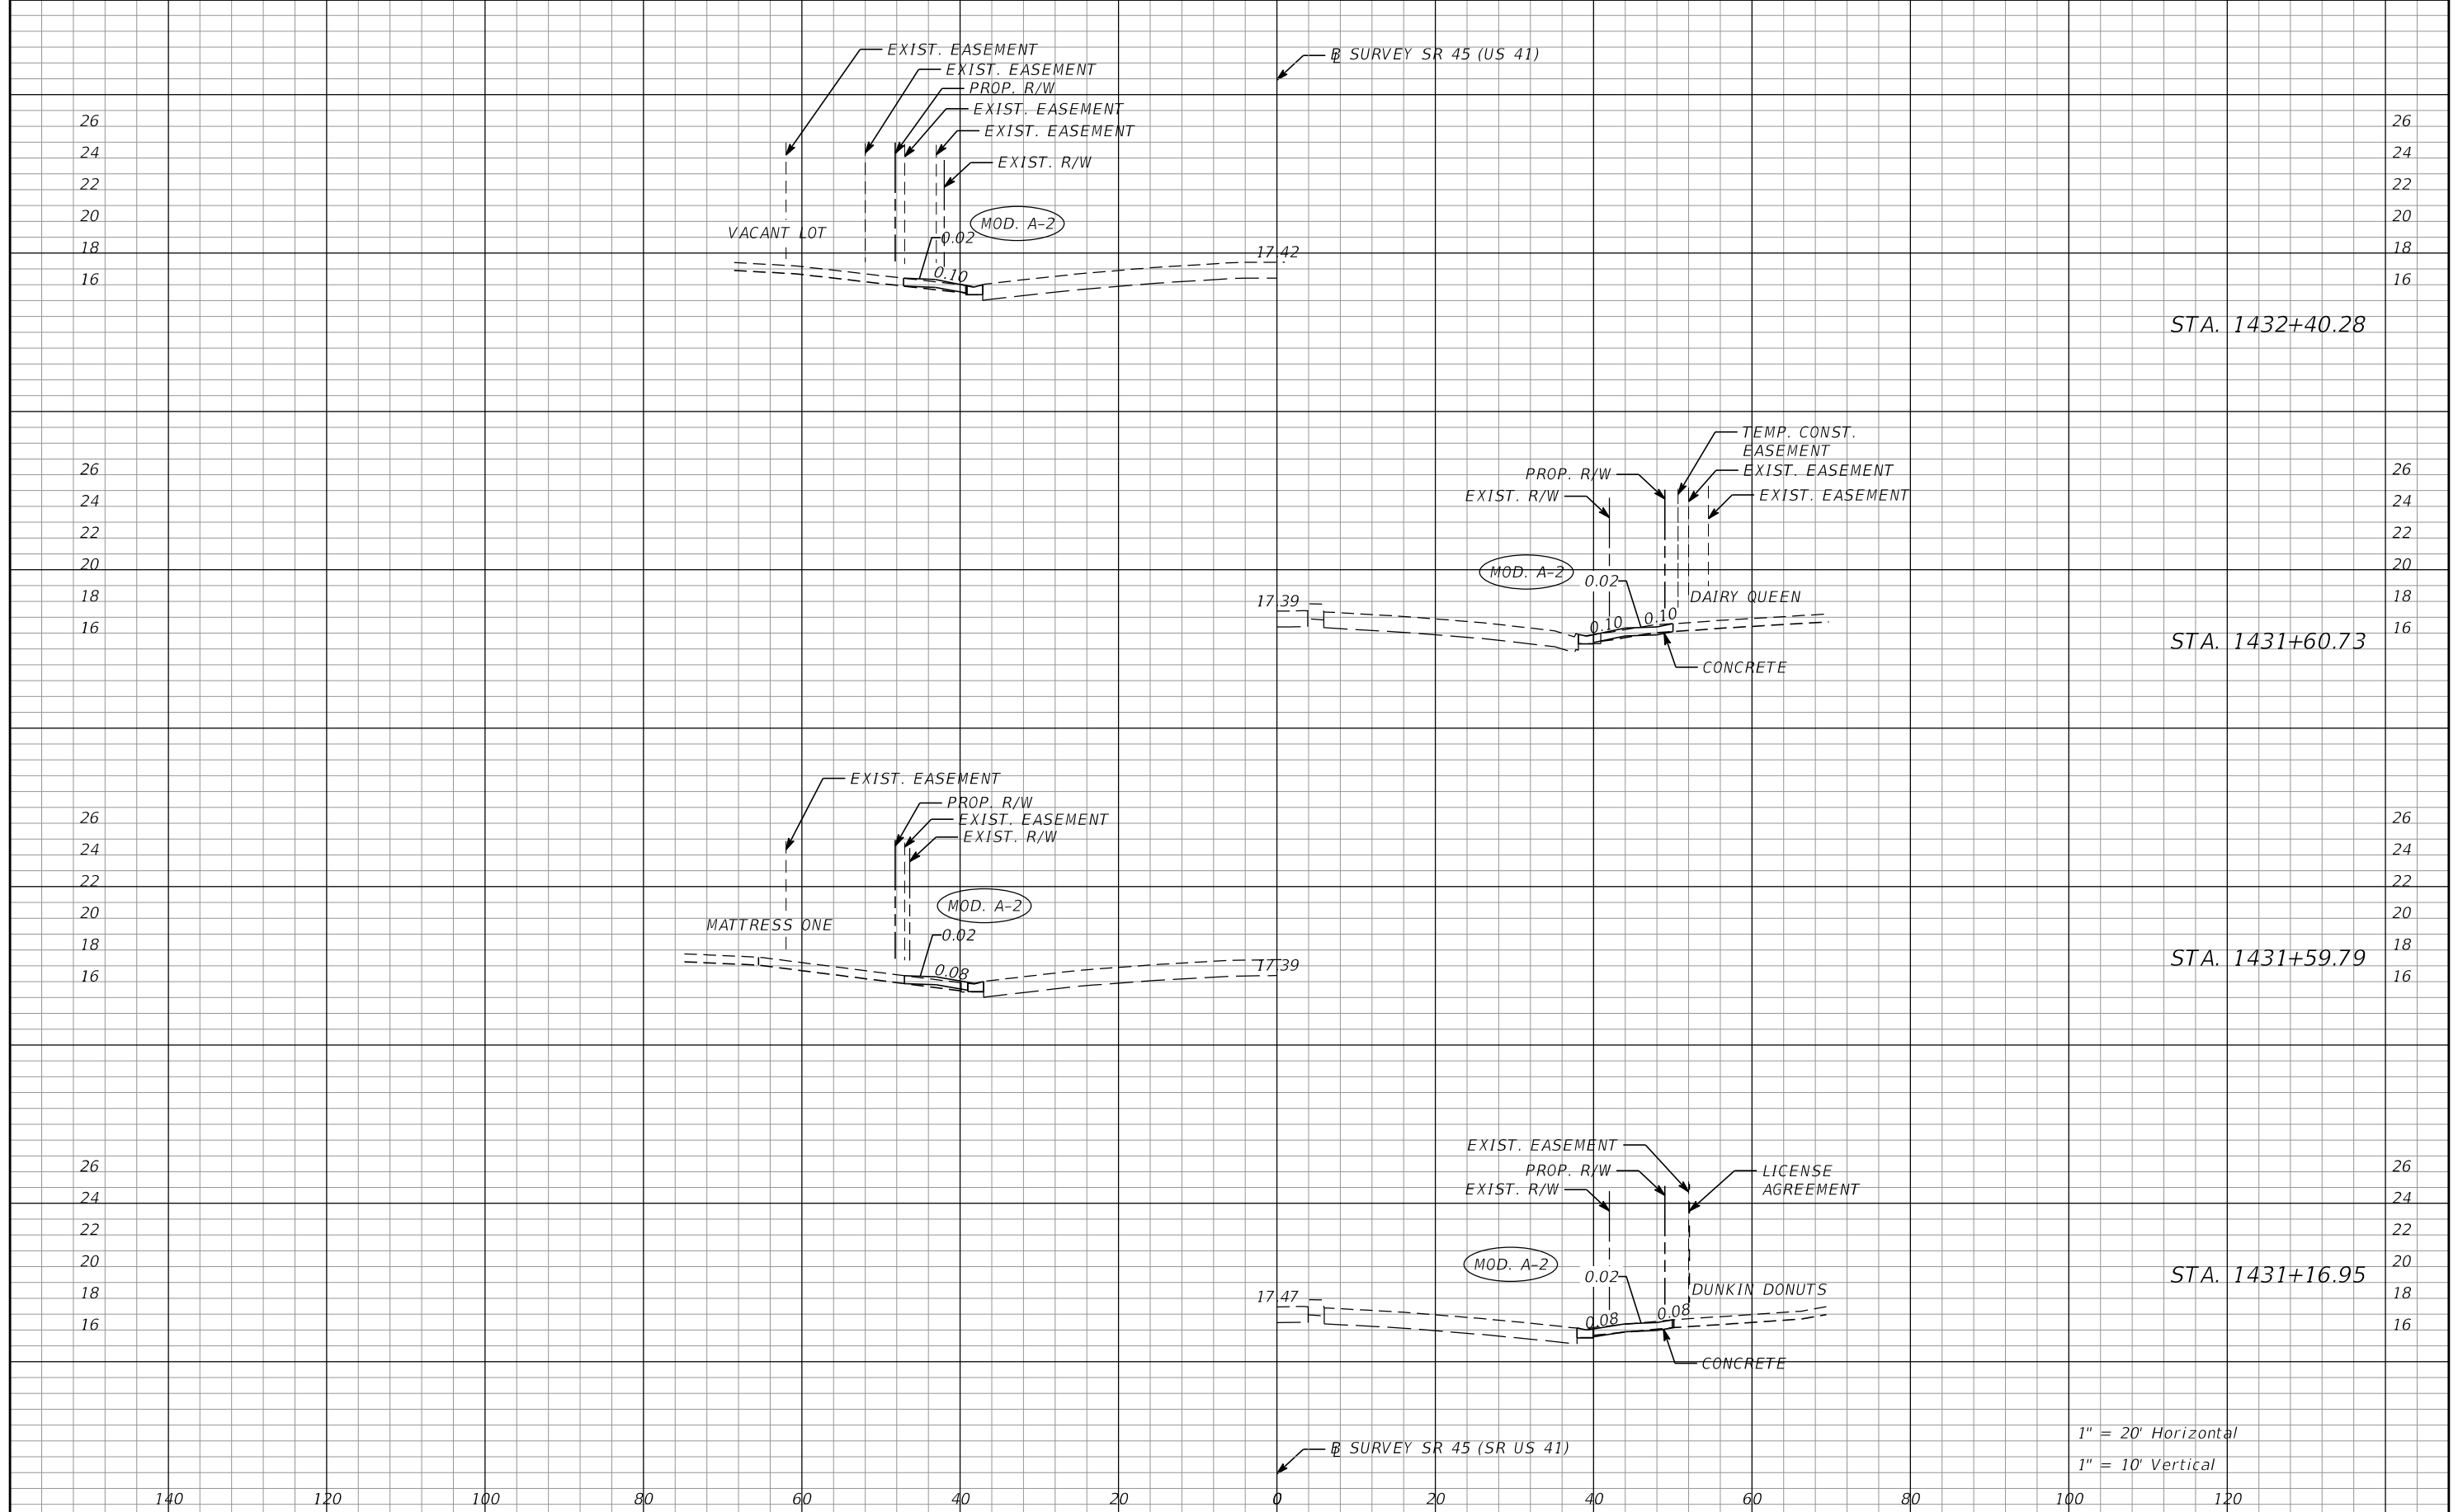 EXIST. EASEMENT
EXIST. EASEMENT
PROP. R/W
EXIST. EASEMENT
EXIST. EASEMENT
EXIST. R/W
B SURVEY SR 45 (US 41)
26 26
24 24
22 22
20 20
18 18
16 16
MOD. A-2
VACANT LOT
0.02
0.10
17.42
STA. 1432+40.28
TEMP. CONST.
EASEMENT
PROP. R/W
EXIST. EASEMENT
EXIST. R/W
EXIST. EASEMENT
26 26
24 24
22 22
20 20
18 18
16 16
MOD. A-2
0.02
DAIRY QUEEN
17.39
0.10
0.10
CONCRETE
STA. 1431+60.73
EXIST. EASEMENT
PROP. R/W
EXIST. EASEMENT
EXIST. R/W
26 26
24 24
22 22
20 20
18 18
16 16
MOD. A-2
MATTRESS ONE
0.02
0.08
17.39
STA. 1431+59.79
EXIST. EASEMENT
PROP. R/W
EXIST. R/W
LICENSE
AGREEMENT
26 26
24 24
22 22
20 20
18 18
16 16
MOD. A-2
0.02
DUNKIN DONUTS
17.47
0.08
0.08
CONCRETE
STA. 1431+16.95
B SURVEY SR 45 (SR US 41)
1" = 20' Horizontal
1" = 10' Vertical
140 120 100 80 60 40 20 0 20 40 60 80 100 120